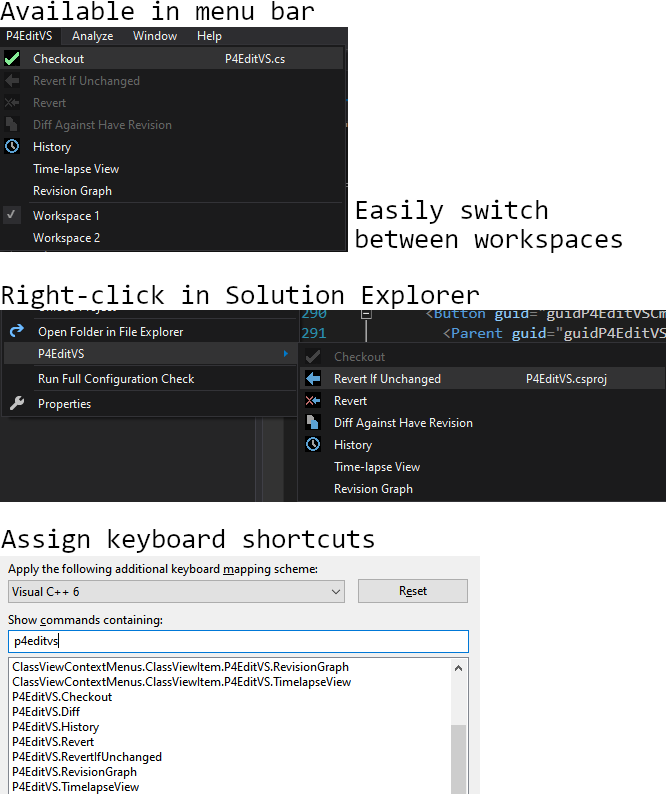 Available in menu bar
P4EditVS Analyze Window Help
Checkout P4EditVS.cs
Revert If Unchanged
Revert
Diff Against Have Revision
History
Time-lapse View
Revision Graph
Workspace 1
Workspace 2
Easily switch
between workspaces
Right-click in Solution Explorer
Open Folder in File Explorer
P4EditVS
Run Full Configuration Check
Properties
290 <Button guid="guidP4EditVSCm
291 <Parent guid="guidP4EditVS
Checkout
Revert If Unchanged P4EditVS.csproj
Revert
Diff Against Have Revision
History
Time-lapse View
Revision Graph
Assign keyboard shortcuts
Apply the following additional keyboard mapping scheme:
Visual C++ 6 Reset
Show commands containing:
p4editvs
ClassViewContextMenus.ClassViewItem.P4EditVS.RevisionGraph
ClassViewContextMenus.ClassViewItem.P4EditVS.TimelapseView
P4EditVS.Checkout
P4EditVS.Diff
P4EditVS.History
P4EditVS.Revert
P4EditVS.RevertIfUnchanged
P4EditVS.RevisionGraph
P4EditVS.TimelapseView